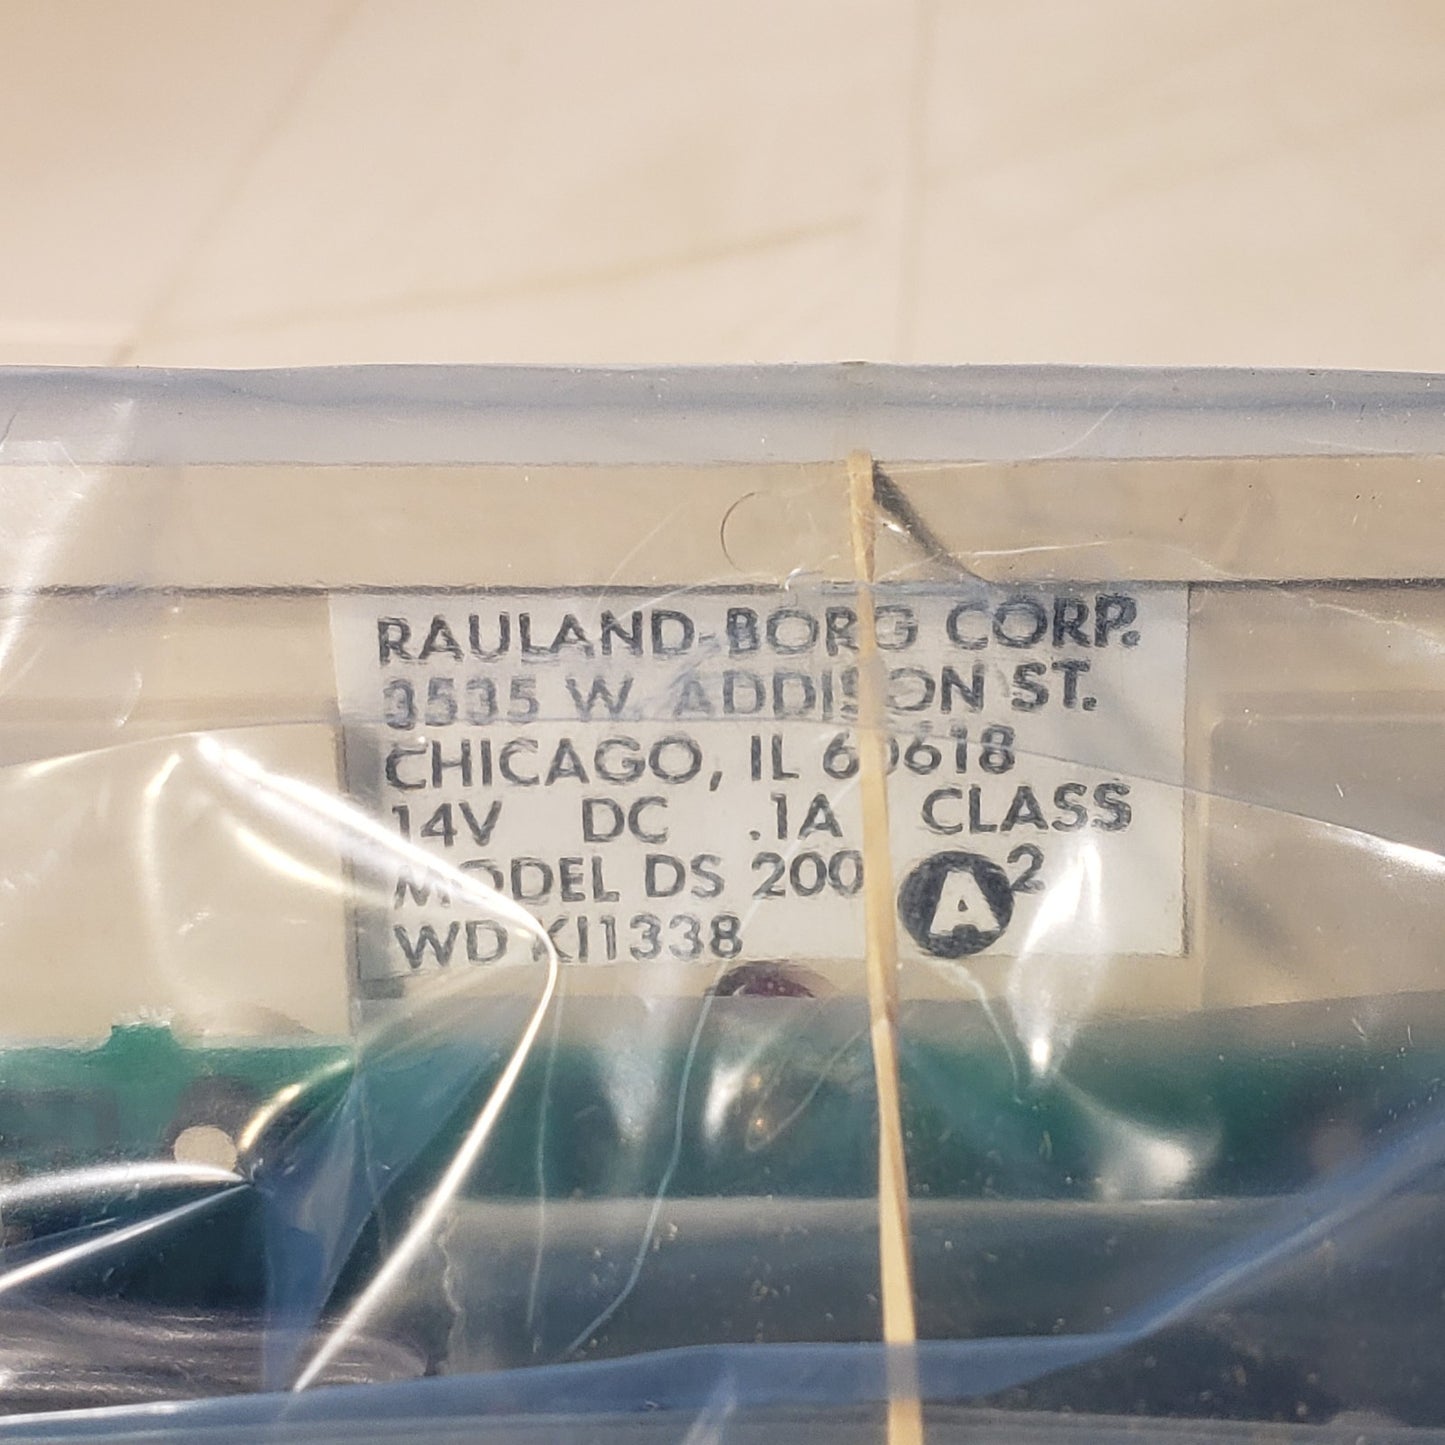 RAULAND-BORG CORP.
3535 W. ADDISON ST.
CHICAGO, IL 60618
14V DC .1A CLASS
MODEL DS 200 A 2
WD KI1338